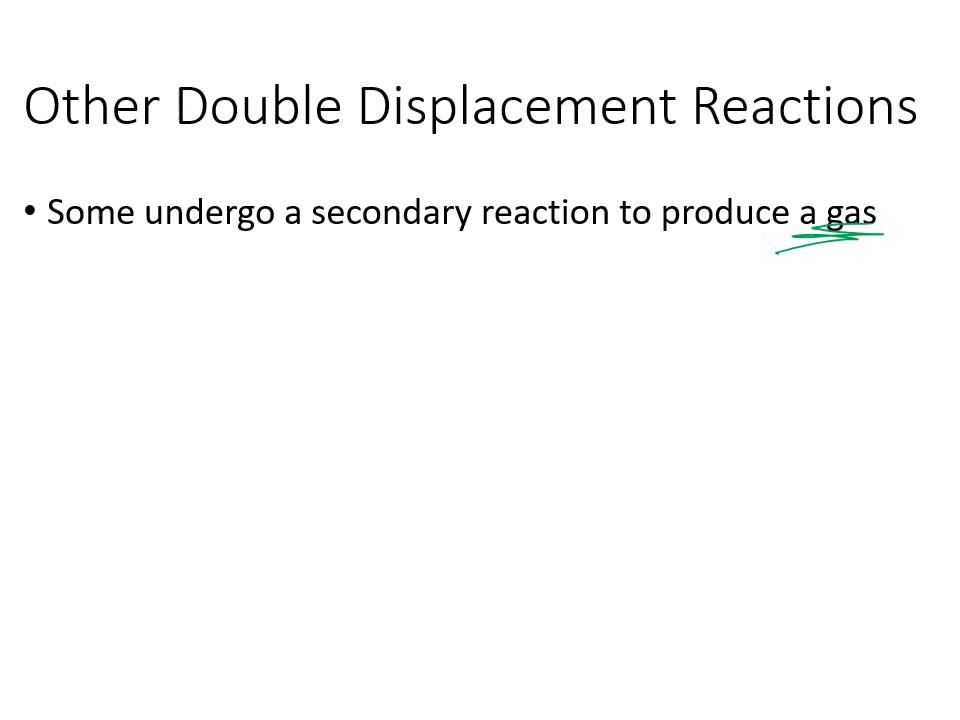 Other Double Displacement Reactions
• Some undergo a secondary reaction to produce a gas